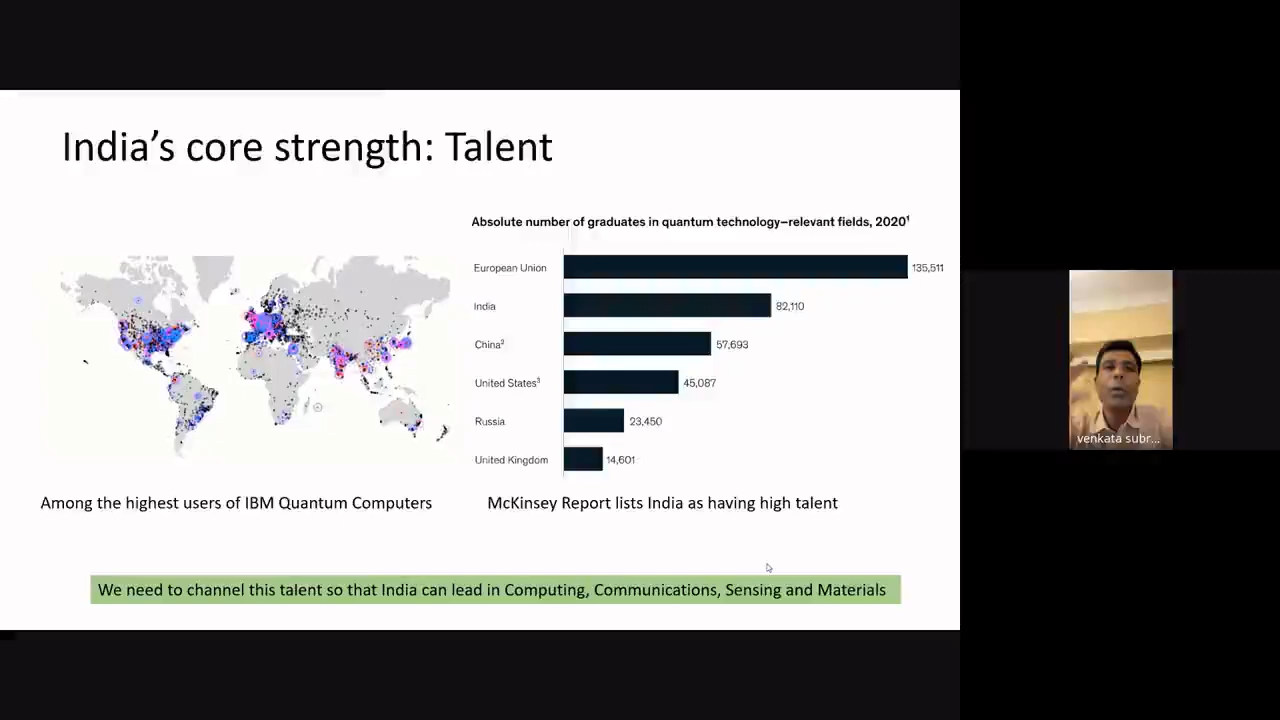 India's core strength: Talent
Absolute number of graduates in quantum technology–relevant fields, 2020¹
European Union 135,511
India 82,110
China² 57,693
United States³ 45,087
Russia 23,450
United Kingdom 14,601
Among the highest users of IBM Quantum Computers
McKinsey Report lists India as having high talent
We need to channel this talent so that India can lead in Computing, Communications, Sensing and Materials
venkata subr...